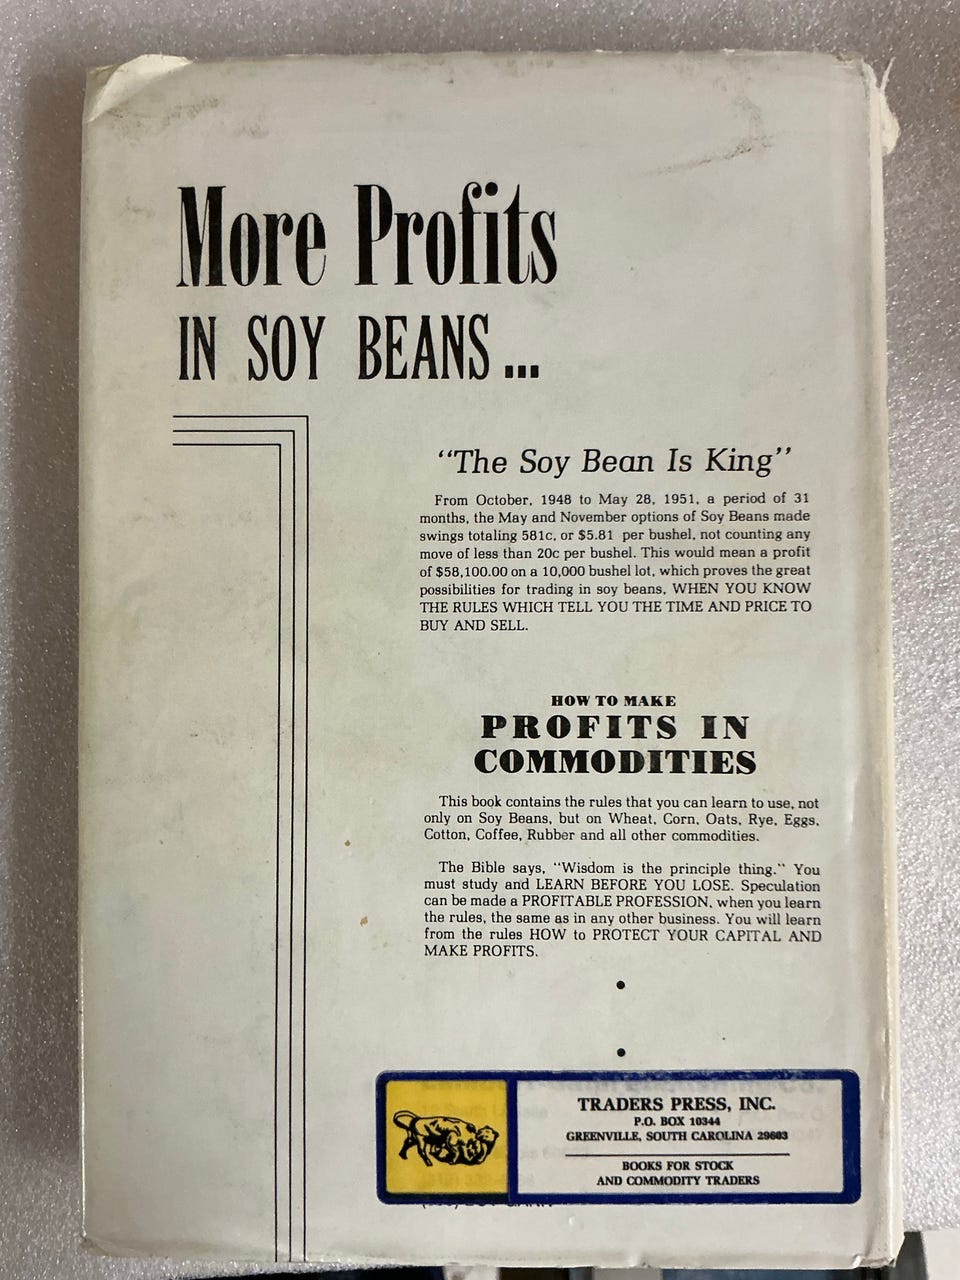 More Profits
IN SOY BEANS...
"The Soy Bean Is King"
From October, 1948 to May 28, 1951, a period of 31
months, the May and November options of Soy Beans made
swings totaling 581c, or $5.81 per bushel, not counting any
move of less than 20c per bushel. This would mean a profit
of $58,100.00 on a 10,000 bushel lot, which proves the great
possibilities for trading in soy beans, WHEN YOU KNOW
THE RULES WHICH TELL YOU THE TIME AND PRICE TO
BUY AND SELL.
HOW TO MAKE
PROFITS IN
COMMODITIES
This book contains the rules that you can learn to use, not
only on Soy Beans, but on Wheat, Corn, Oats, Rye, Eggs,
Cotton, Coffee, Rubber and all other commodities.
The Bible says, "Wisdom is the principle thing." You
must study and LEARN BEFORE YOU LOSE. Speculation
can be made a PROFITABLE PROFESSION, when you learn
the rules, the same as in any other business. You will learn
from the rules HOW to PROTECT YOUR CAPITAL AND
MAKE PROFITS.
TRADERS PRESS, INC.
P.O. BOX 10344
GREENVILLE, SOUTH CAROLINA 29603
BOOKS FOR STOCK
AND COMMODITY TRADERS